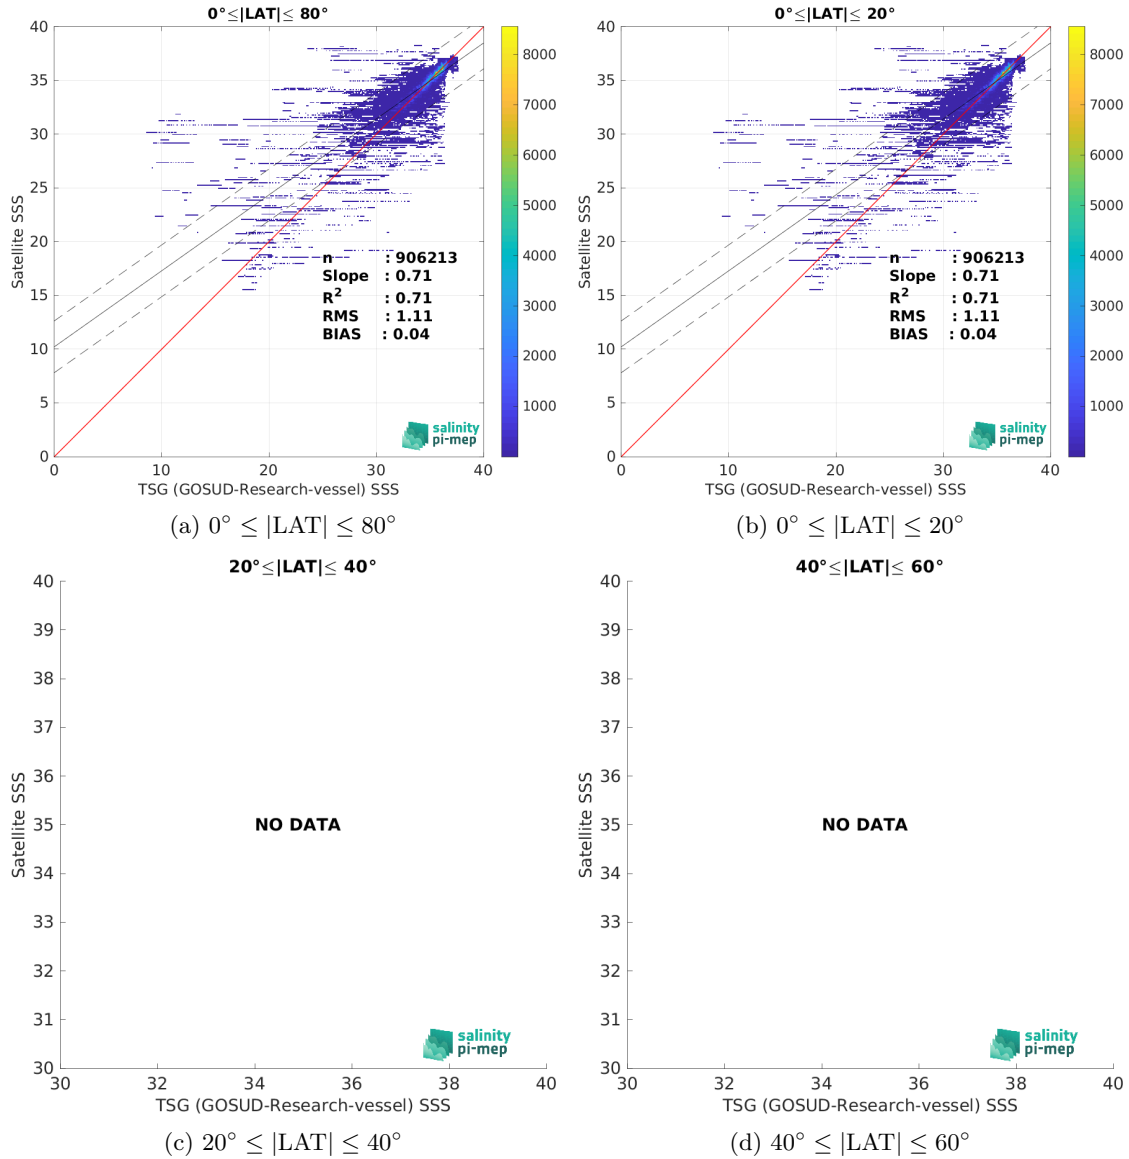 0°≤|LAT|≤ 80°
40
35
30
25
20
15
10
5
0
0
10
20
30
40
Satellite SSS
TSG (GOSUD-Research-vessel) SSS
n : 906213
Slope : 0.71
R² : 0.71
RMS : 1.11
BIAS : 0.04
salinity
pi-mep
8000
7000
6000
5000
4000
3000
2000
1000
(a) 0° ≤ |LAT| ≤ 80°
0°≤|LAT|≤ 20°
40
35
30
25
20
15
10
5
0
0
10
20
30
40
Satellite SSS
TSG (GOSUD-Research-vessel) SSS
n : 906213
Slope : 0.71
R² : 0.71
RMS : 1.11
BIAS : 0.04
salinity
pi-mep
8000
7000
6000
5000
4000
3000
2000
1000
(b) 0° ≤ |LAT| ≤ 20°
20°≤|LAT|≤ 40°
40
39
38
37
36
35
34
33
32
31
30
30
32
34
36
38
40
Satellite SSS
NO DATA
salinity
pi-mep
TSG (GOSUD-Research-vessel) SSS
(c) 20° ≤ |LAT| ≤ 40°
40°≤|LAT|≤ 60°
40
39
38
37
36
35
34
33
32
31
30
30
32
34
36
38
40
Satellite SSS
NO DATA
salinity
pi-mep
TSG (GOSUD-Research-vessel) SSS
(d) 40° ≤ |LAT| ≤ 60°